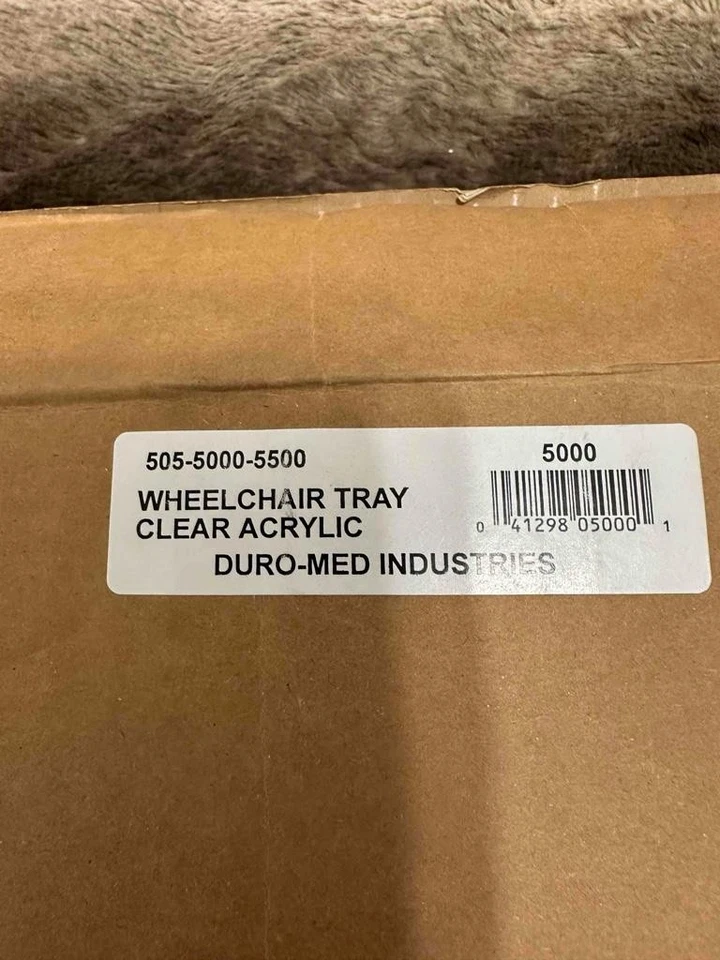 505-5000-5500
5000
WHEELCHAIR TRAY
CLEAR ACRYLIC
0 41298 05000 1
DURO-MED INDUSTRIES